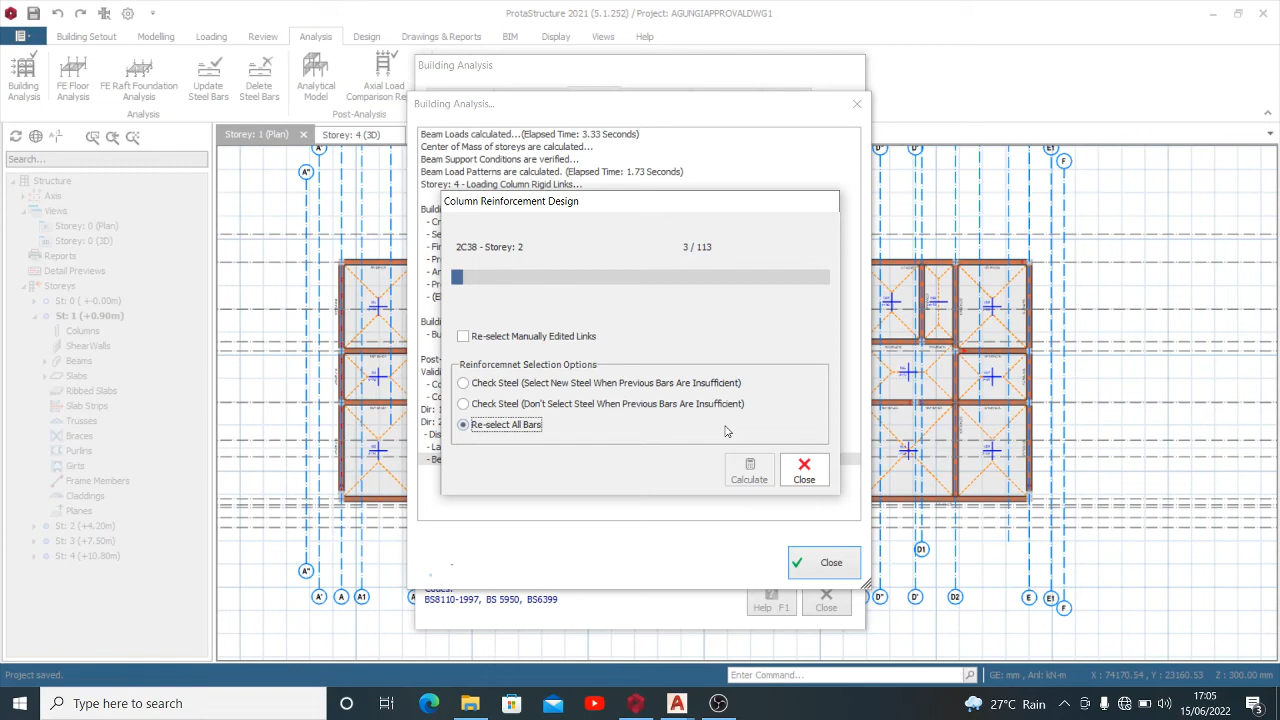 ProtaStructure 2021 (5.1.252) / Project: AGUNGIAPPROVALDWG1
Building Setout Modelling Loading Review Analysis Design Drawings & Reports BIM Display Views Help
Building Analysis
FE Floor Analysis
FE Raft Foundation Analysis
Update Steel Bars
Delete Steel Bars
Analytical Model
Axial Load Comparison Re
Analysis
Post-Analysis
Storey: 1 (Plan)
Storey: 4 (3D)
Search...
Structure
Axis
Views
Storey: 0 (Plan)
Storey: 0 (3D)
Reports
Detail Previews
Storeys
St: 0 (+-0.00m)
St: 1 (+0.90m)
Columns
ShearWalls
Beams
Slabs
Ribbed Slabs
Slab Strips
Trusses
Braces
Purlins
Girts
Frame Members
Claddings
Planes
St: 2 (+4.20m)
St: 3 (+7.50m)
St: 4 (+10.80m)
Building Analysis
Building Analysis...
Beam Loads calculated...(Elapsed Time: 3.33 Seconds)
Center of Mass of storeys are calculated...
Beam Support Conditions are verified...
Beam Load Patterns are calculated. (Elapsed Time: 1.73 Seconds)
Storey: 4 - Loading Column Rigid Links...
Column Reinforcement Design
2C38 - Storey: 2
3 / 113
Re-select Manually Edited Links
Reinforcemnet Selection Options
Check Steel (Select New Steel When Previous Bars Are Insufficient)
Check Steel (Don't Select Steel When Previous Bars Are Insufficient)
Re-select All Bars
Calculate
Close
Close
BS8110-1997, BS 5950, BS6399
Help F1
Close
A" D" D' E1 F
A" A' A A1 D" D' D1 D2 E E1 F
Project saved.
Enter Command...
GE: mm , Anl: kN-m
X : 74170.54 , Y : 23160.53
Z : 300.00 mm
Type here to search
27°C Rain
17:05
15/06/2022
3